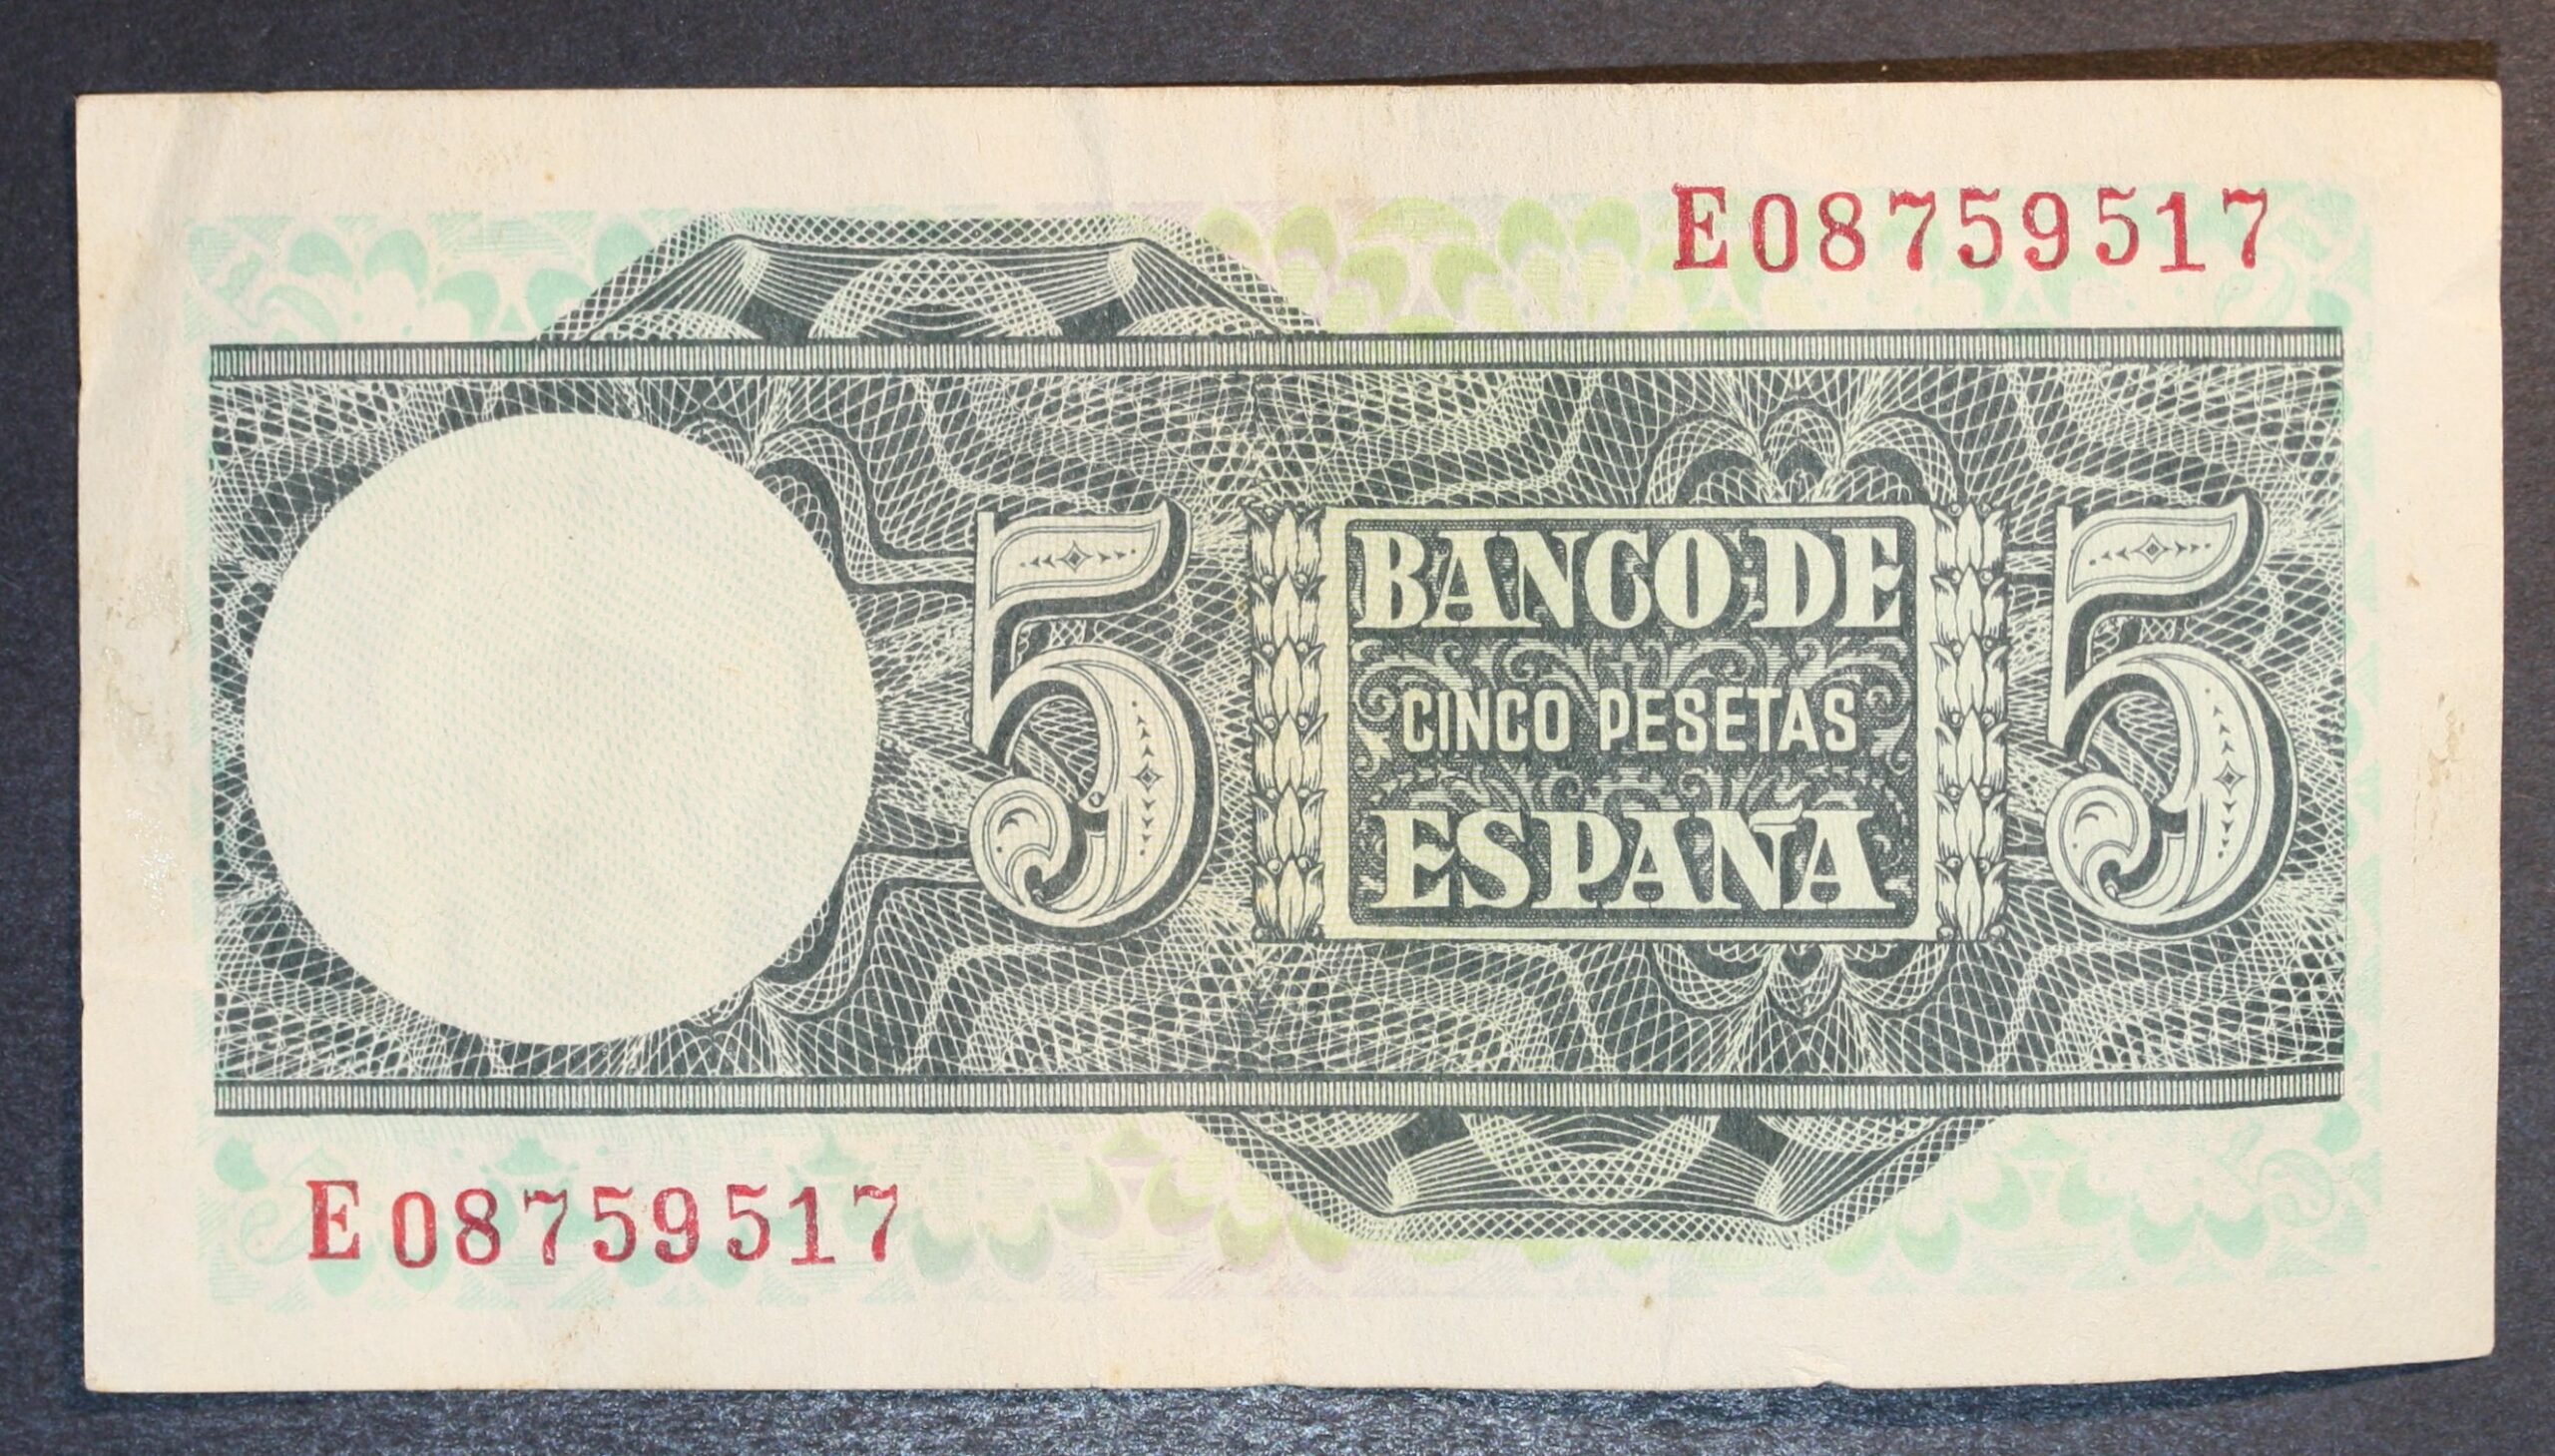 E08759517
5
BANCO DE
CINCO PESETAS
ESPAÑA
5
E08759517